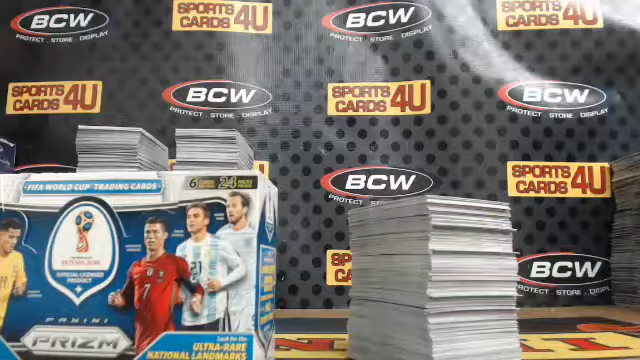 BCW
PROTECT . STORE . DISPLAY
SPORTS
CARDS 4U
BCW
PROTECT . STORE . DISPLAY
SPORTS
CARDS 4U
SPORTS
CARDS 4U
BCW
PROTECT . STORE . DISPLAY
SPORTS
CARDS 4U
BCW
PROTECT . STORE . DISPLAY
BCW
PROTECT . STORE
SPORTS
CARDS 4U
BCW
PROTECT . STORE . DISPLAY
FIFA WORLD CUP TRADING CARDS
6
24
OFFICIAL LICENSED
PRODUCT
7
21
PANINI
PRIZM
Look for the
ULTRA-RARE
NATIONAL LANDMARKS